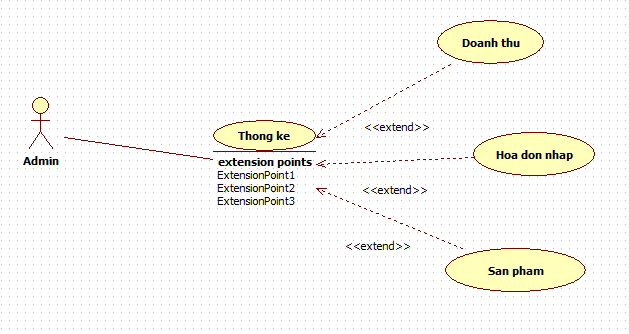 Doanh thu
<<extend>>
Thong ke
Admin
extension points
ExtensionPoint1
ExtensionPoint2
ExtensionPoint3
Hoa don nhap
<<extend>>
<<extend>>
San pham